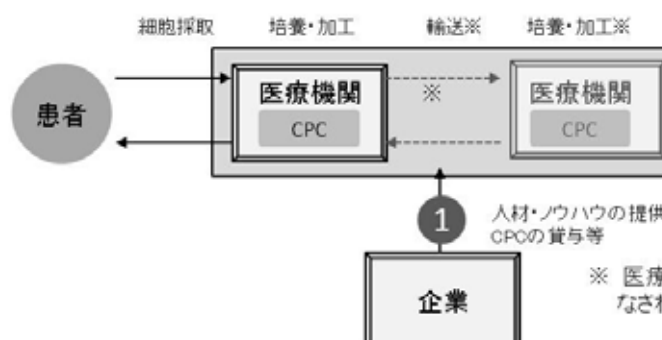 細胞採取 培養・加工 輸送※ 培養・加工※
患者
医療機関 ※ 医療機関
CPC CPC
1 人材・ノウハウの提供
CPCの貸与等
企業
※ 医療
なされ